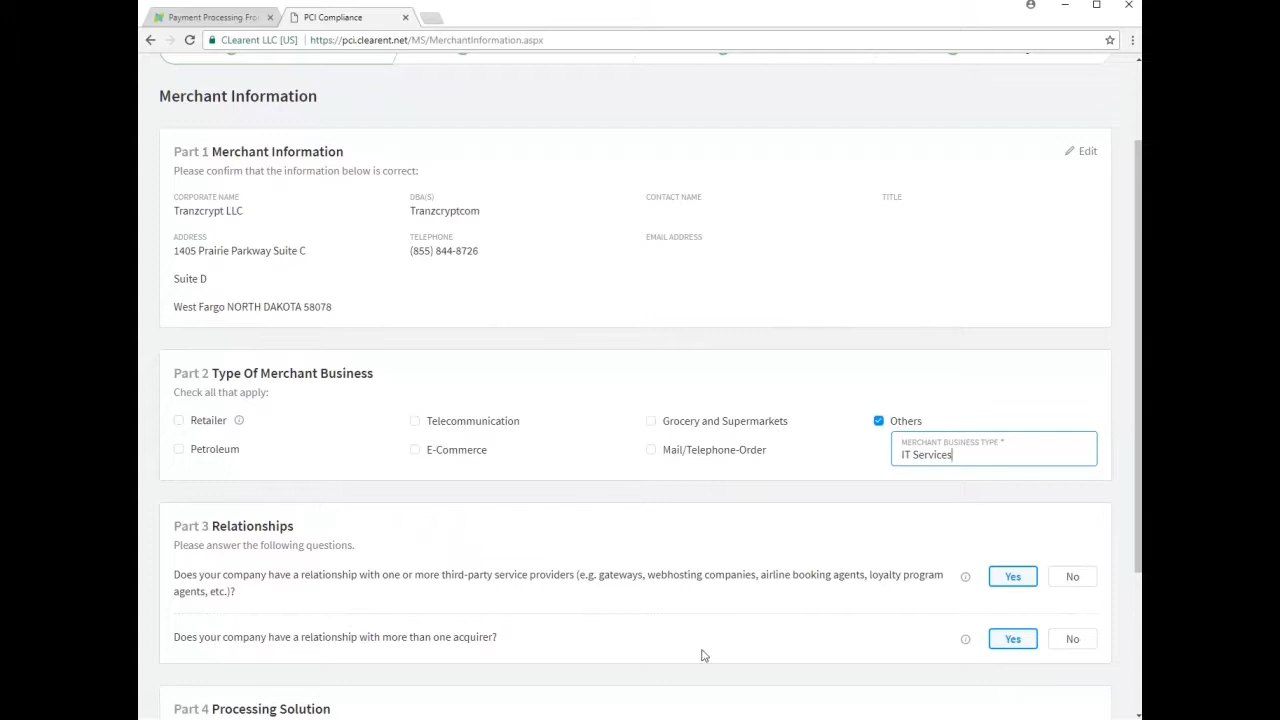 Payment Processing Fro
PCI Compliance
CLearent LLC [US] | https://pci.clearent.net/MS/MerchantInformation.aspx
Merchant Information
Part 1 Merchant Information
Edit
Please confirm that the information below is correct:
CORPORATE NAME DBA(S) CONTACT NAME TITLE
Tranzcrypt LLC Tranzcryptcom
ADDRESS TELEPHONE EMAIL ADDRESS
1405 Prairie Parkway Suite C (855) 844-8726
Suite D
West Fargo NORTH DAKOTA 58078
Part 2 Type Of Merchant Business
Check all that apply:
Retailer Telecommunication Grocery and Supermarkets Others
Petroleum E-Commerce Mail/Telephone-Order
MERCHANT BUSINESS TYPE *
IT Services
Part 3 Relationships
Please answer the following questions.
Does your company have a relationship with one or more third-party service providers (e.g. gateways, webhosting companies, airline booking agents, loyalty program
agents, etc.)?
Yes No
Does your company have a relationship with more than one acquirer?
Yes No
Part 4 Processing Solution